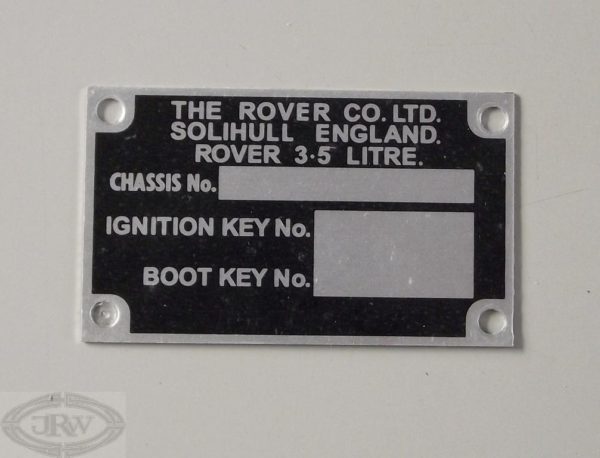 THE ROVER CO. LTD.
SOLIHULL ENGLAND.
ROVER 3·5 LITRE.
CHASSIS No.
IGNITION KEY No.
BOOT KEY No.
JRW